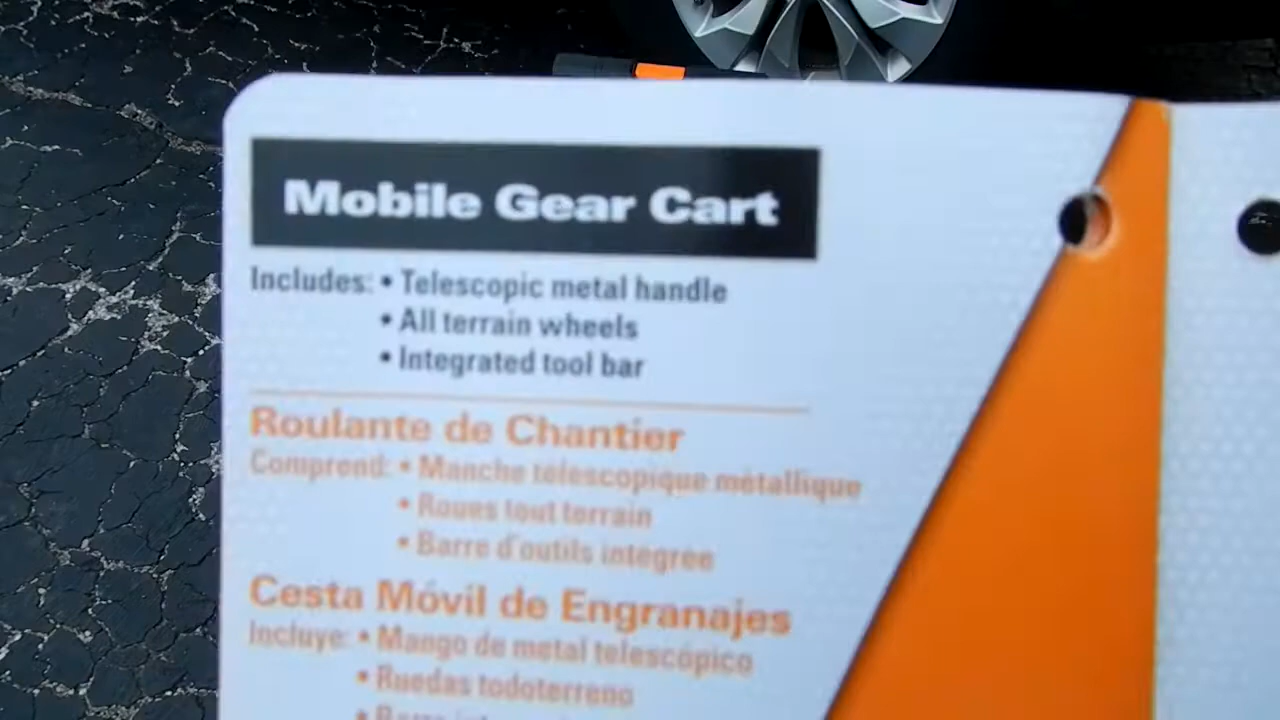 Mobile Gear Cart
Includes: • Telescopic metal handle
• All terrain wheels
• Integrated tool bar
Roulante de Chantier
Comprend: • Manche télescopique métallique
• Roues tout terrain
• Barre d'outils intégrée
Cesta Móvil de Engranajes
Incluye: • Mango de metal telescópico
• Ruedas todoterreno
• Barra